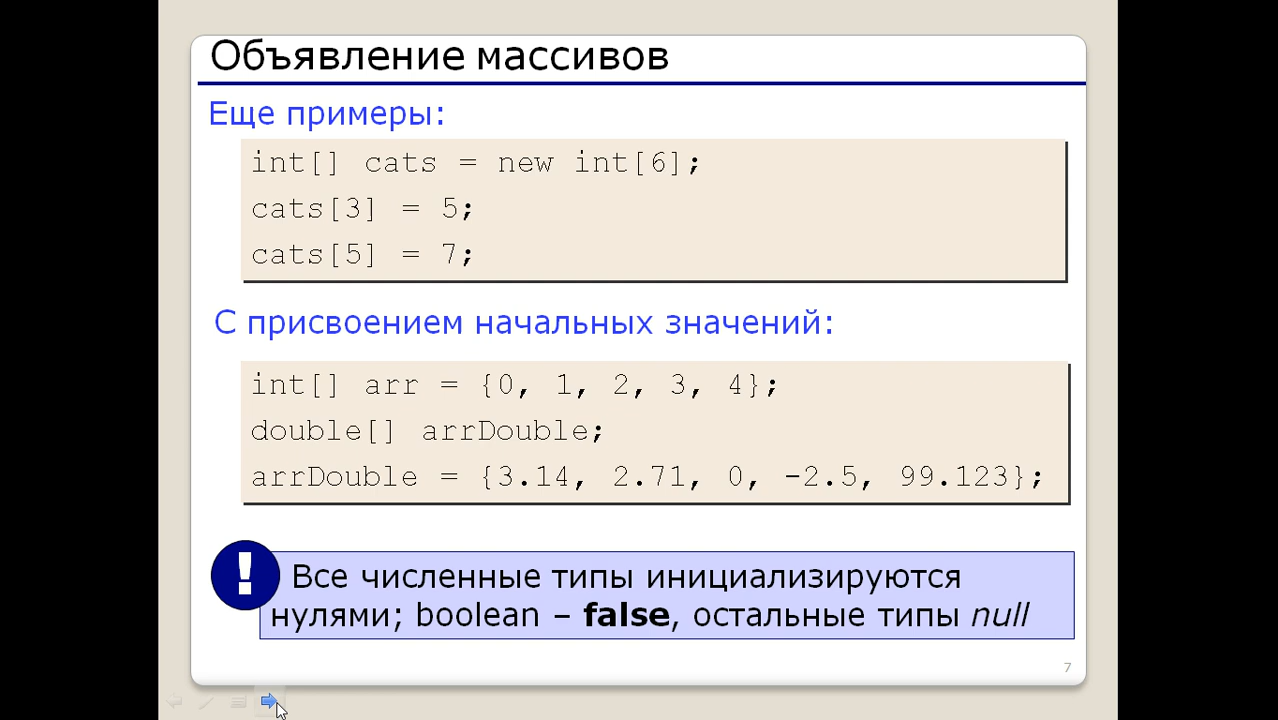 Объявление массивов
Еще примеры:
int[] cats = new int[6];
cats[3] = 5;
cats[5] = 7;
С присвоением начальных значений:
int[] arr = {0, 1, 2, 3, 4};
double[] arrDouble;
arrDouble = {3.14, 2.71, 0, -2.5, 99.123};
! Все численные типы инициализируются
нулями; boolean – false, остальные типы null
7